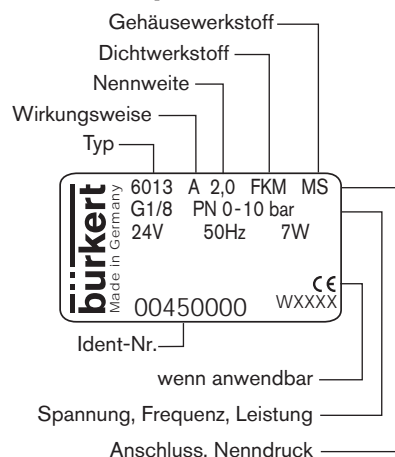 Gehäusewerkstoff
Dichtwerkstoff
Nennweite
Wirkungsweise
Typ
6013 A 2,0 FKM MS
G1/8 PN 0-10 bar
24V 50Hz 7W
bürkert
Made in Germany
CE
00450000 WXXXX
Ident-Nr.
wenn anwendbar
Spannung, Frequenz, Leistung
Anschluss, Nenndruck